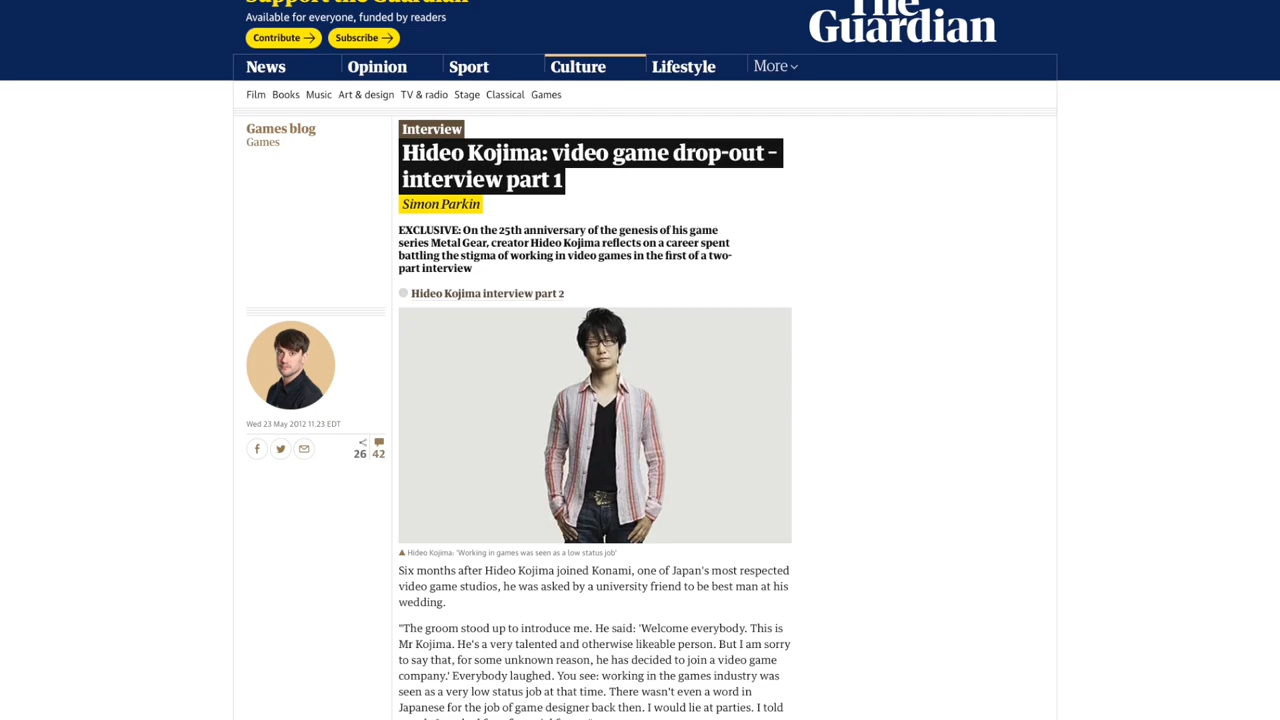 Support the Guardian
Available for everyone, funded by readers
Contribute →
Subscribe →
The
Guardian
News
Opinion
Sport
Culture
Lifestyle
More
Film Books Music Art & design TV & radio Stage Classical Games
Games blog
Games
Interview
Hideo Kojima: video game drop-out –
interview part 1
Simon Parkin
EXCLUSIVE: On the 25th anniversary of the genesis of his game
series Metal Gear, creator Hideo Kojima reflects on a career spent
battling the stigma of working in video games in the first of a two-
part interview
Hideo Kojima interview part 2
Wed 23 May 2012 11.23 EDT
26 42
Hideo Kojima: 'Working in games was seen as a low status job'
Six months after Hideo Kojima joined Konami, one of Japan's most respected
video game studios, he was asked by a university friend to be best man at his
wedding.
"The groom stood up to introduce me. He said: 'Welcome everybody. This is
Mr Kojima. He's a very talented and otherwise likeable person. But I am sorry
to say that, for some unknown reason, he has decided to join a video game
company.' Everybody laughed. You see: working in the games industry was
seen as a very low status job at that time. There wasn't even a word in
Japanese for the job of game designer back then. I would lie at parties. I told